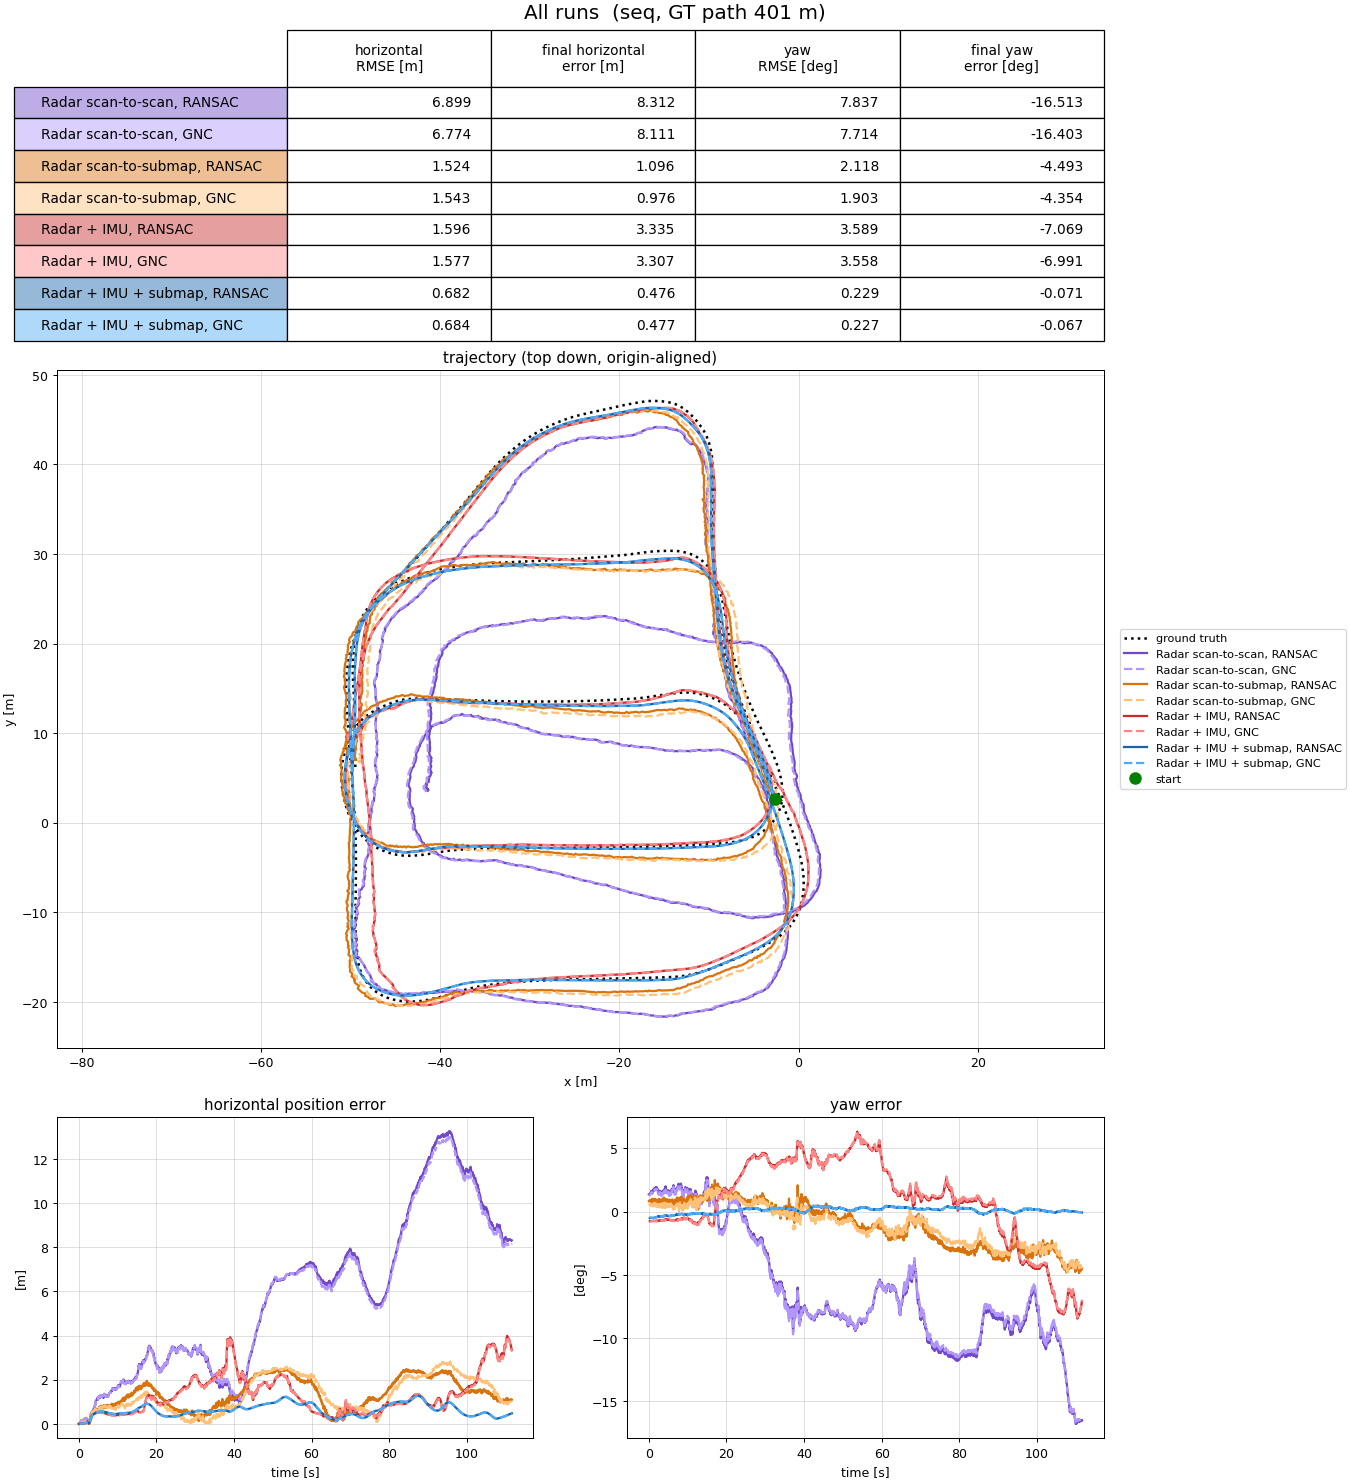 All runs  (seq, GT path 401 m)
horizontal RMSE [m] final horizontal error [m] yaw RMSE [deg] final yaw error [deg]
Radar scan-to-scan, RANSAC 6.899 8.312 7.837 -16.513
Radar scan-to-scan, GNC 6.774 8.111 7.714 -16.403
Radar scan-to-submap, RANSAC 1.524 1.096 2.118 -4.493
Radar scan-to-submap, GNC 1.543 0.976 1.903 -4.354
Radar + IMU, RANSAC 1.596 3.335 3.589 -7.069
Radar + IMU, GNC 1.577 3.307 3.558 -6.991
Radar + IMU + submap, RANSAC 0.682 0.476 0.229 -0.071
Radar + IMU + submap, GNC 0.684 0.477 0.227 -0.067
trajectory (top down, origin-aligned)
50
40
30
20
10
0
−10
−20
y [m]
−80 −60 −40 −20 0 20
x [m]
ground truth
Radar scan-to-scan, RANSAC
Radar scan-to-scan, GNC
Radar scan-to-submap, RANSAC
Radar scan-to-submap, GNC
Radar + IMU, RANSAC
Radar + IMU, GNC
Radar + IMU + submap, RANSAC
Radar + IMU + submap, GNC
start
horizontal position error
12
10
8
6
4
2
0
[m]
0 20 40 60 80 100
time [s]
yaw error
5
0
−5
−10
−15
[deg]
0 20 40 60 80 100
time [s]